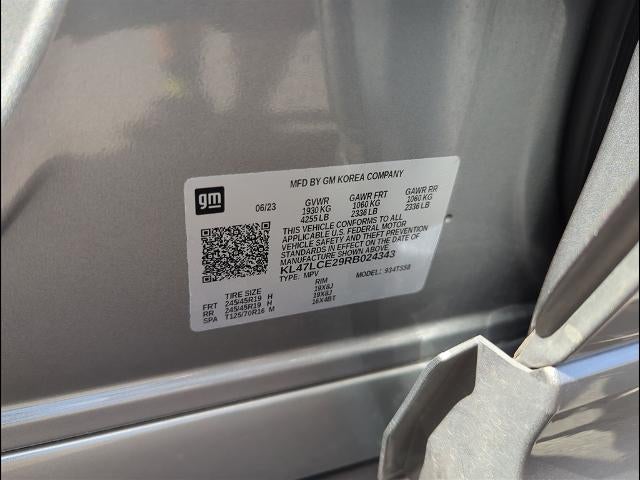 MFD BY GM KOREA COMPANY
gm
06/23 GVWR GAWR FRT GAWR RR
1930 KG 1060 KG 1060 KG
4255 LB 2336 LB 2336 LB
THIS VEHICLE CONFORMS TO ALL
APPLICABLE U.S. FEDERAL MOTOR
VEHICLE SAFETY AND THEFT PREVENTION
STANDARDS IN EFFECT ON THE DATE OF
MANUFACTURE SHOWN ABOVE.
KL47LCE29RB024343
TYPE: MPV MODEL: 934TS58
TIRE SIZE RIM
FRT 245/45R19 H 19X8J
RR 245/45R19 H 19X8J
SPA T125/70R16 M 16X4BT